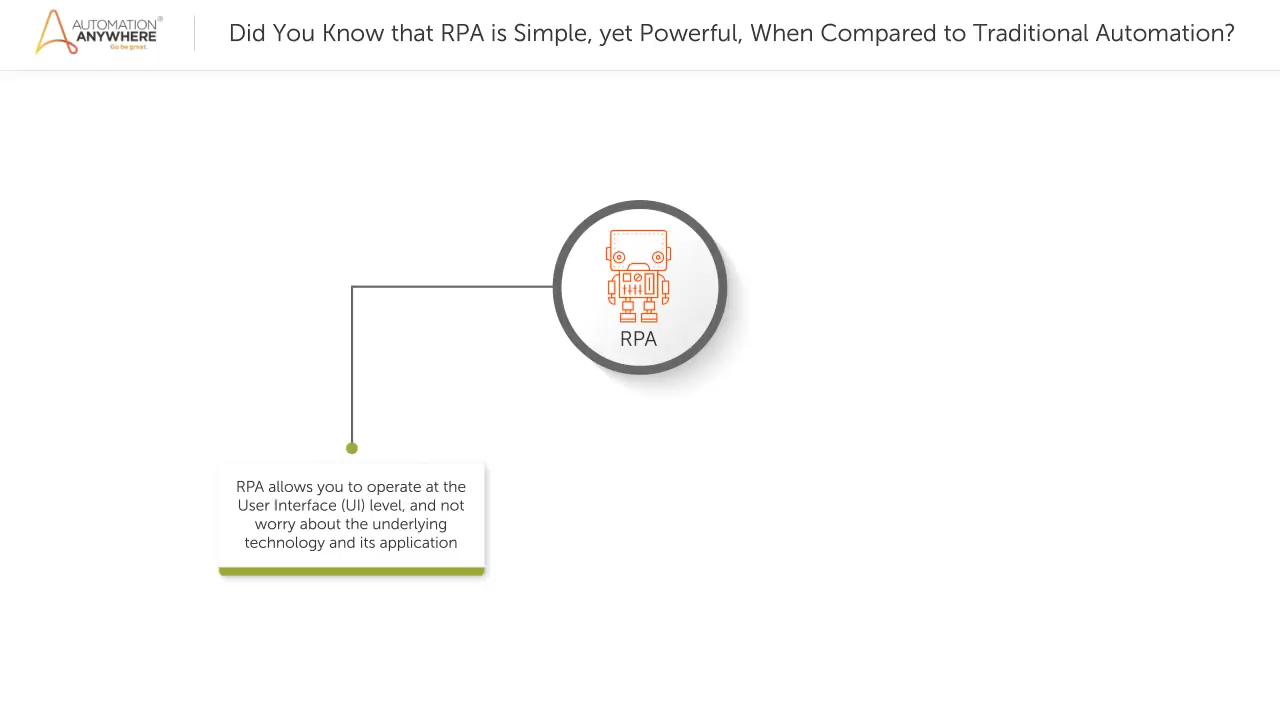 AUTOMATION®
ANYWHERE
Go be great.
Did You Know that RPA is Simple, yet Powerful, When Compared to Traditional Automation?
RPA
RPA allows you to operate at the
User Interface (UI) level, and not
worry about the underlying
technology and its application